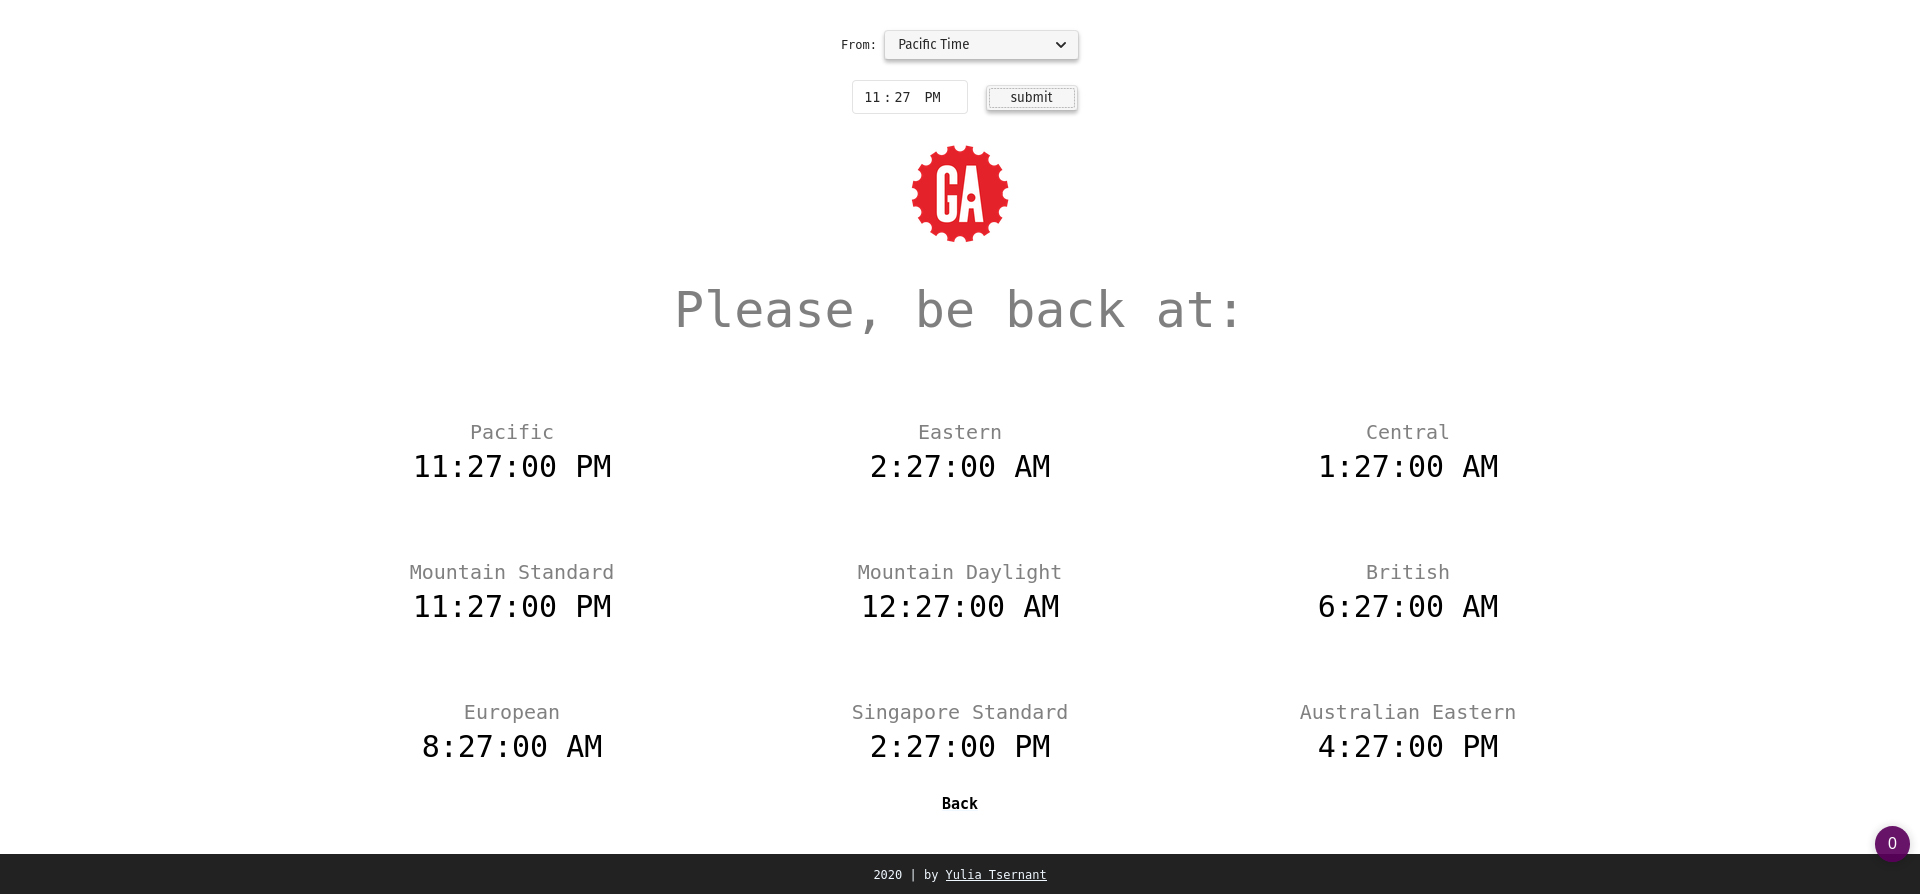 From: Pacific Time
11:27 PM submit
GA
Please, be back at:
Pacific
11:27:00 PM
Eastern
2:27:00 AM
Central
1:27:00 AM
Mountain Standard
11:27:00 PM
Mountain Daylight
12:27:00 AM
British
6:27:00 AM
European
8:27:00 AM
Singapore Standard
2:27:00 PM
Australian Eastern
4:27:00 PM
Back
0
2020 | by Yulia Tsernant